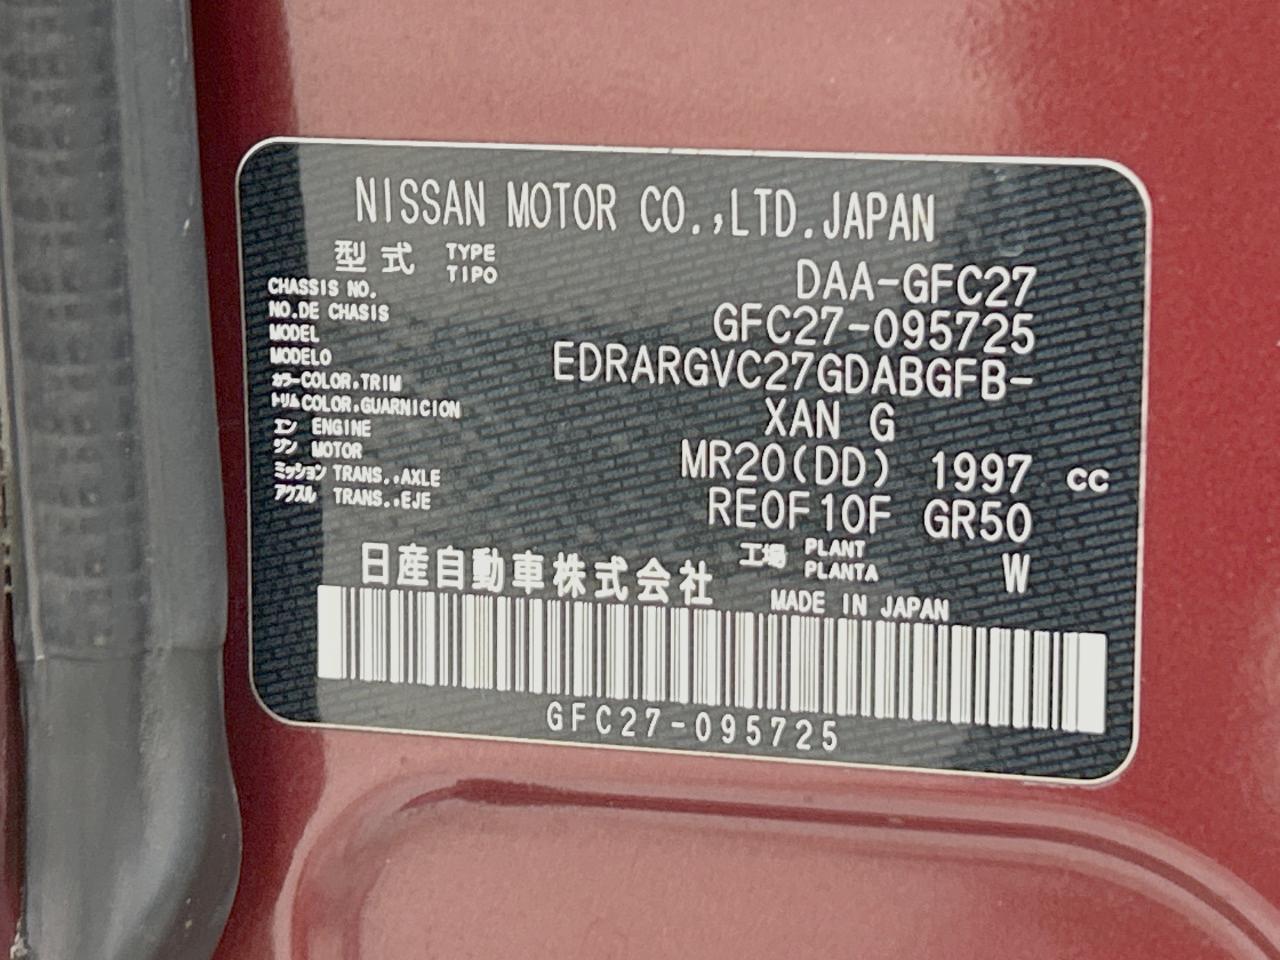 NISSAN MOTOR CO.,LTD.JAPAN
型式 TYPE TIPO DAA-GFC27
CHASSIS NO.
NO.DE CHASIS GFC27-095725
MODEL
MODELO EDRARGVC27GDABGFB-
カラー COLOR,TRIM
トリム COLOR,GUARNICION XAN G
エン ENGINE
ジン MOTOR MR20(DD) 1997 cc
ミッション TRANS.,AXLE
アクスル TRANS.,EJE RE0F10F GR50
工場 PLANT PLANTA W
日産自動車株式会社 MADE IN JAPAN
GFC27-095725